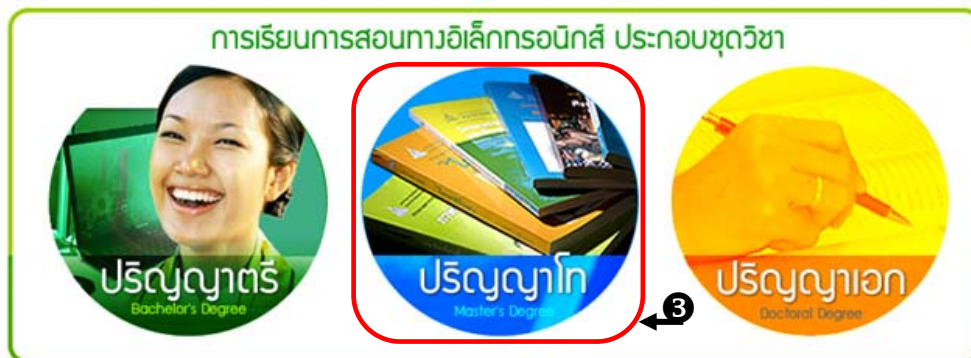 การเรียนการสอนทางอิเล็กทรอนิกส์ ประกอบชุดวิชา
ปริญญาตรี
Bachelor's Degree
ปริญญาโท
Master's Degree
❸
ปริญญาเอก
Doctoral Degree